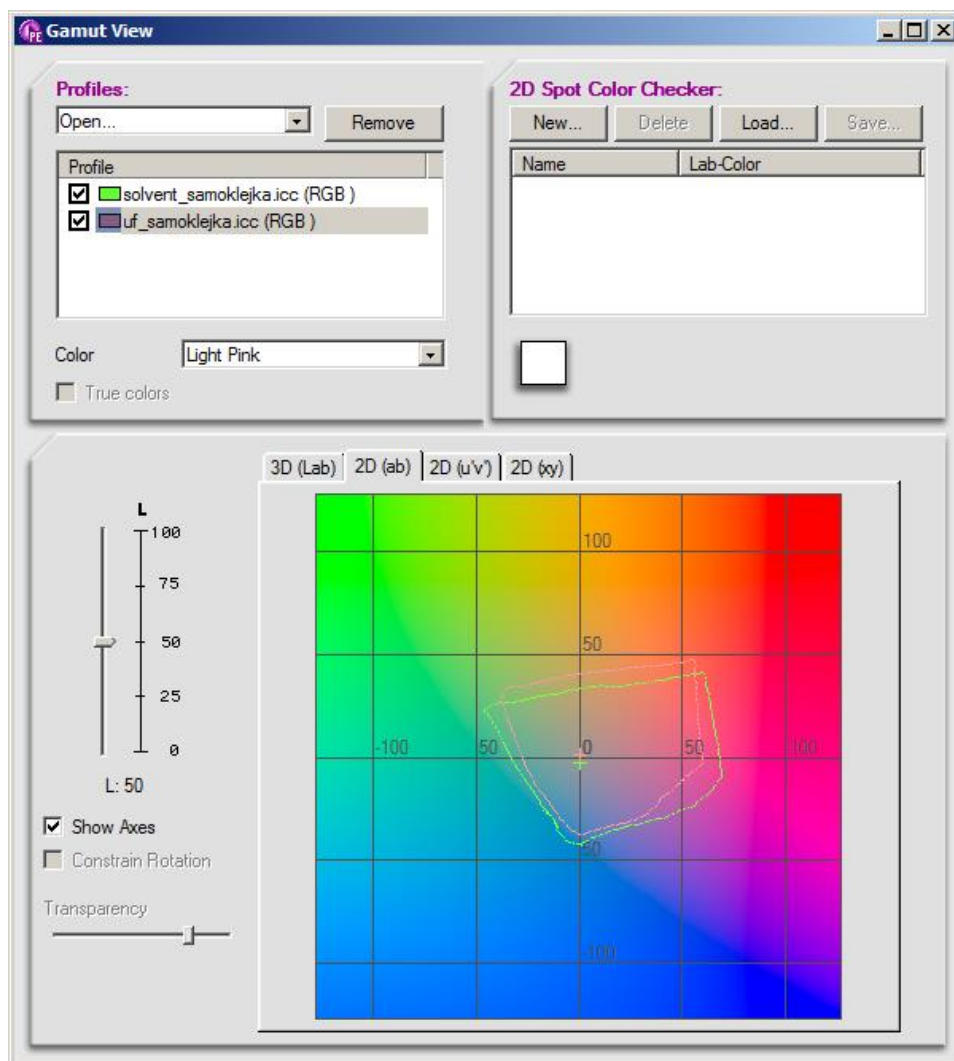 PE Gamut View
Profiles:
Open...
Remove
Profile
solvent_samoklejka.icc (RGB )
uf_samoklejka.icc (RGB )
Color
Light Pink
True colors
2D Spot Color Checker:
New...
Delete
Load...
Save...
Name
Lab-Color
3D (Lab)
2D (ab)
2D (u'v')
2D (xy)
L
100
75
50
25
0
L: 50
Show Axes
Constrain Rotation
Transparency
100
50
-100
50
0
50
100
-50
-100